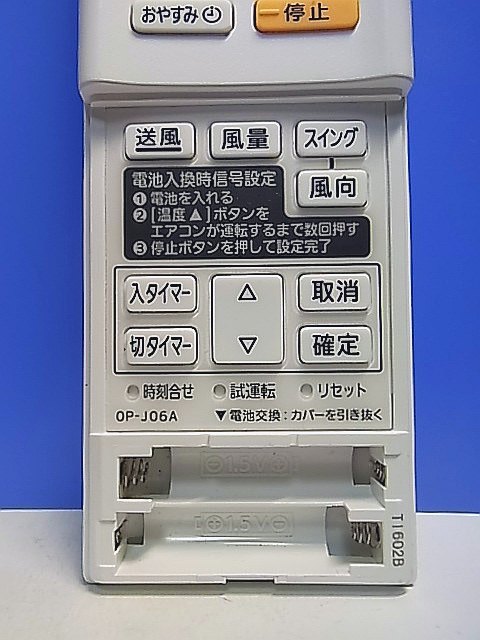 おやすみ
停止
送風
風量
スイング
風向
電池入換時信号設定
① 電池を入れる
② [温度▲]ボタンを
エアコンが運転するまで数回押す
③ 停止ボタンを押して設定完了
入タイマー
△
取消
切タイマー
▽
確定
時刻合せ
試運転
リセット
OP-J06A
▼電池交換:カバーを引き抜く
⊖1.5V⊕
⊕1.5V⊖
T1602B